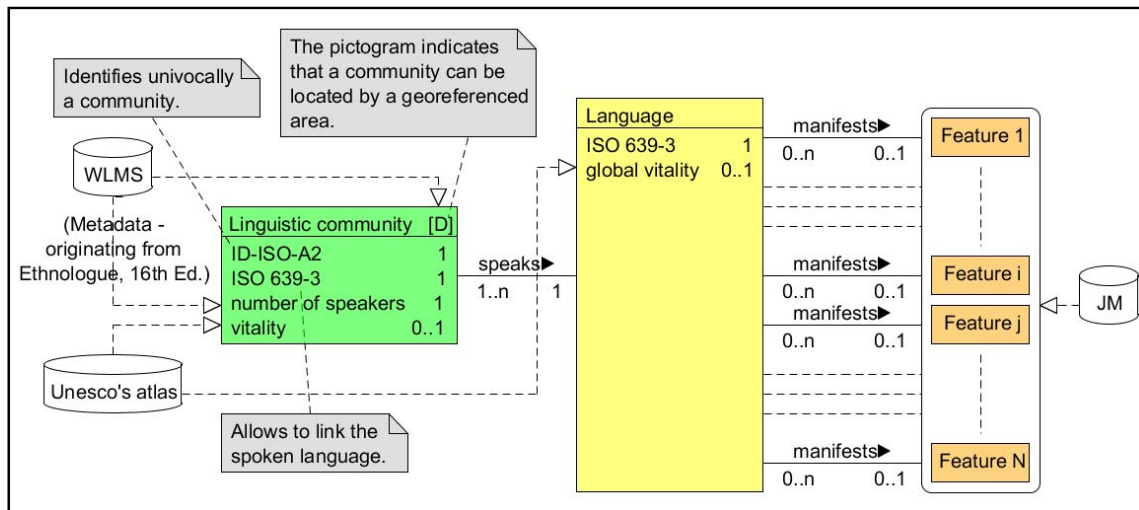 Identifies univocally
a community.
The pictogram indicates
that a community can be
located by a georeferenced
area.
WLMS
(Metadata -
originating from
Ethnologue, 16th Ed.)
Unesco's atlas
Linguistic community [D]
ID-ISO-A2 1
ISO 639-3 1
number of speakers 1
vitality 0..1
Allows to link the
spoken language.
speaks
1..n 1
Language
ISO 639-3 1
global vitality 0..1
manifests
0..n 0..1
Feature 1
manifests
0..n 0..1
Feature i
manifests
0..n 0..1
Feature j
manifests
0..n 0..1
Feature N
JM